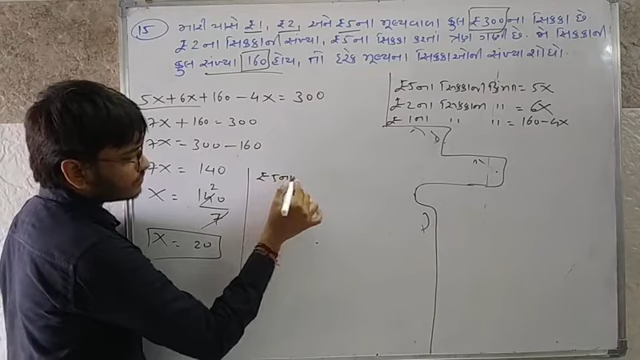 15 મારી પાસે ₹1, ₹2, અને ₹5ના મૂલ્યવાળા કુલ ₹300ના સિક્કા છે.
₹2ના સિક્કાની સંખ્યા, ₹5ના સિક્કા કરતા ત્રણ ગણી છે. જો સિક્કાની
કુલ સંખ્યા 160 હોય, તો દરેક મૂલ્યના સિક્કાઓની સંખ્યા શોધો.
5x + 6x + 160 - 4x = 300
7x + 160 = 300
7x = 300 - 160
7x = 140
x = 140/7
2
x = 20
₹5ના સિક્કાની કિંમત = 5x
₹2ના સિક્કાની " = 6x
₹1ના " " = 160-4x
₹5ના